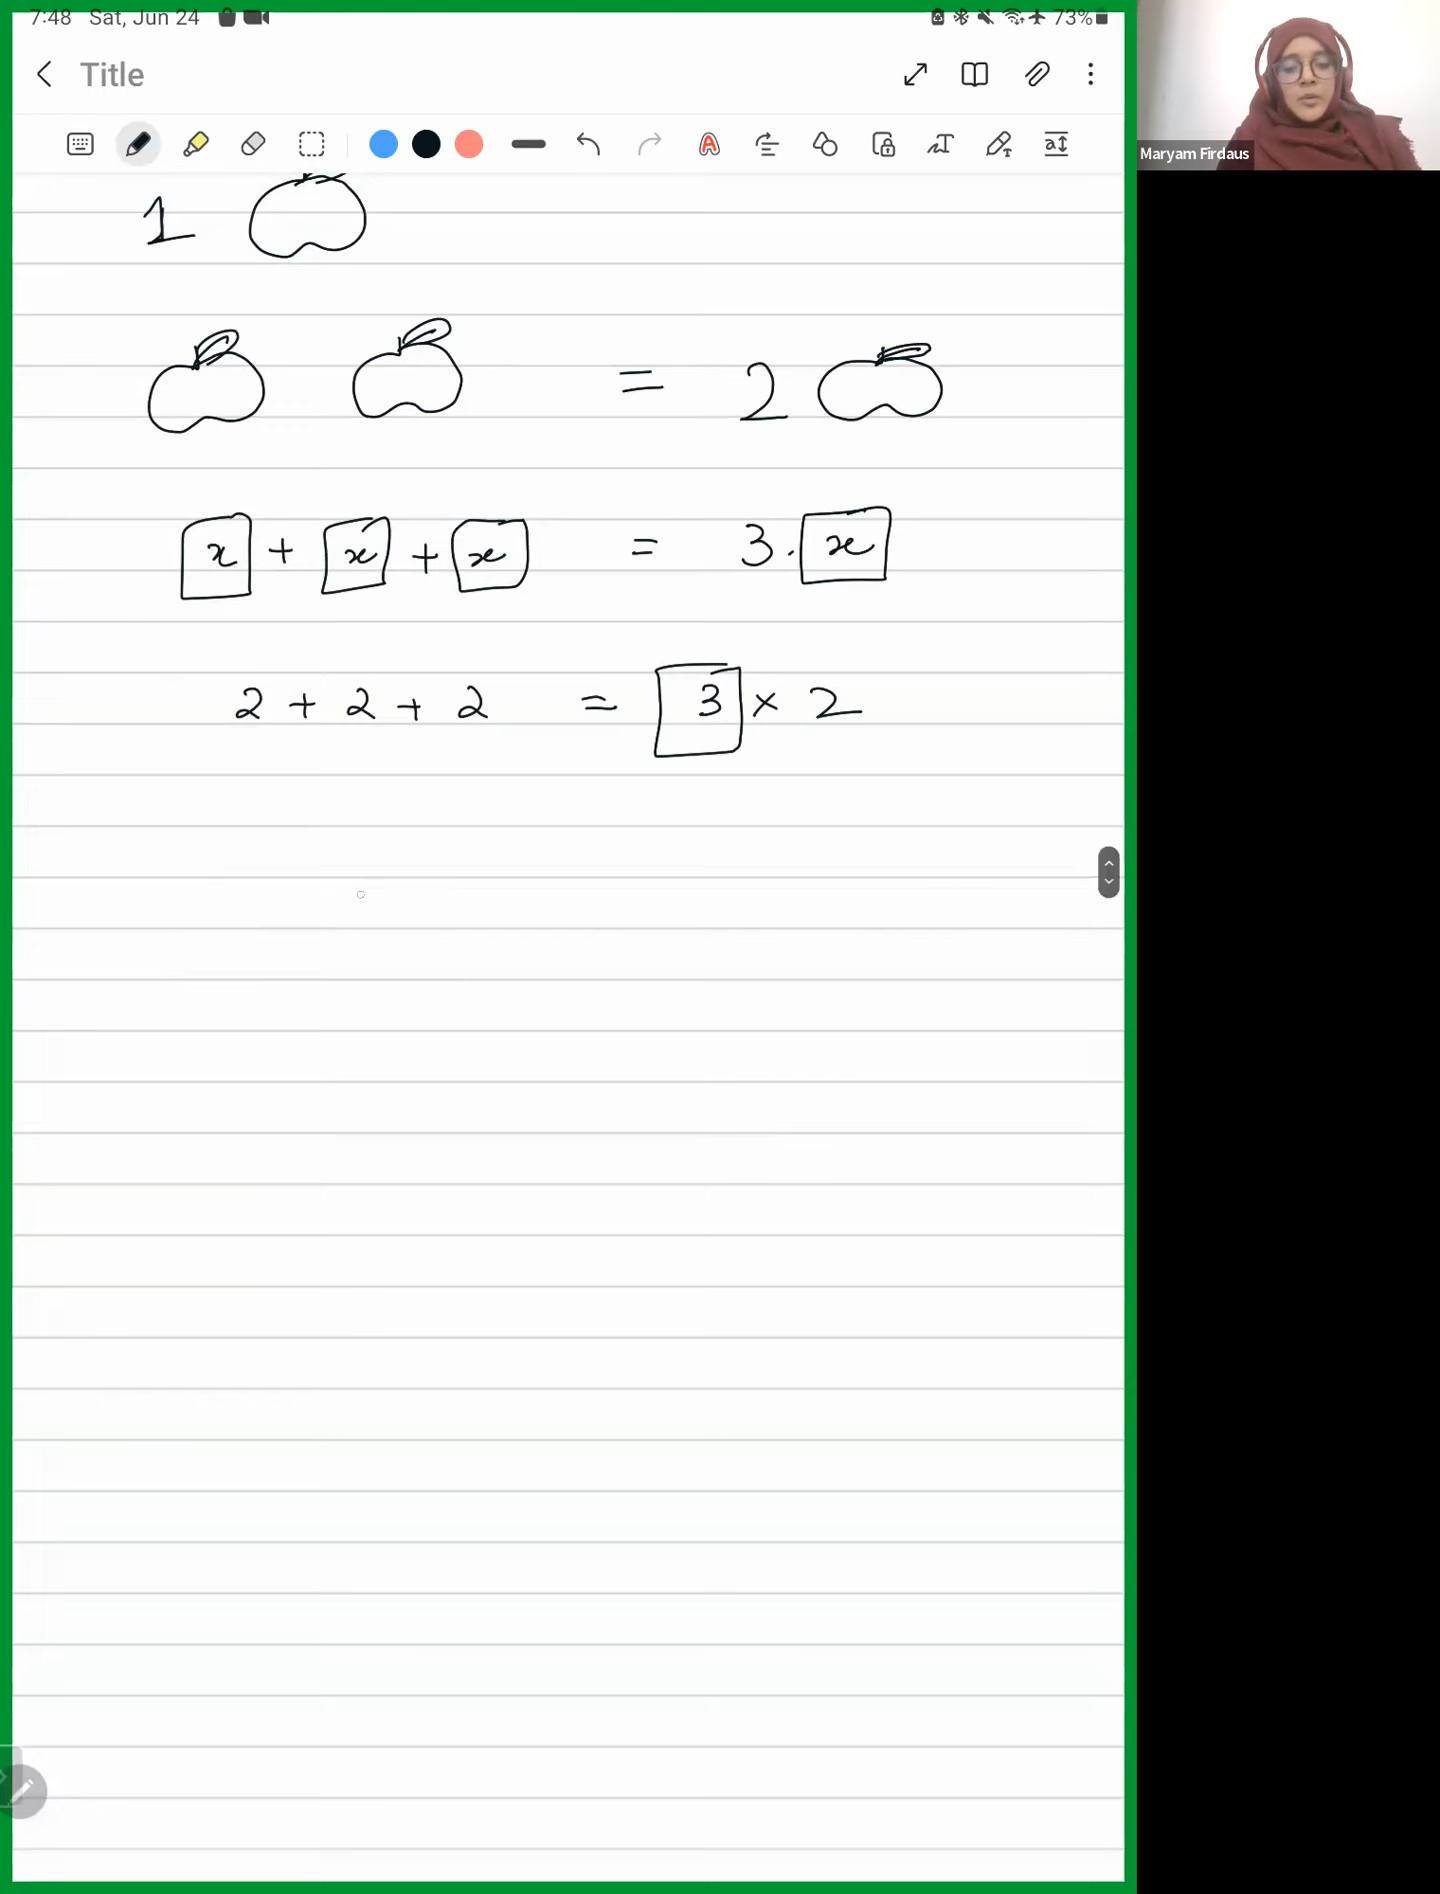 7:48 Sat, Jun 24 73%
Maryam Firdaus
Title
A T a
1
= 2
x + x + x = 3 . x
2 + 2 + 2 = 3 × 2